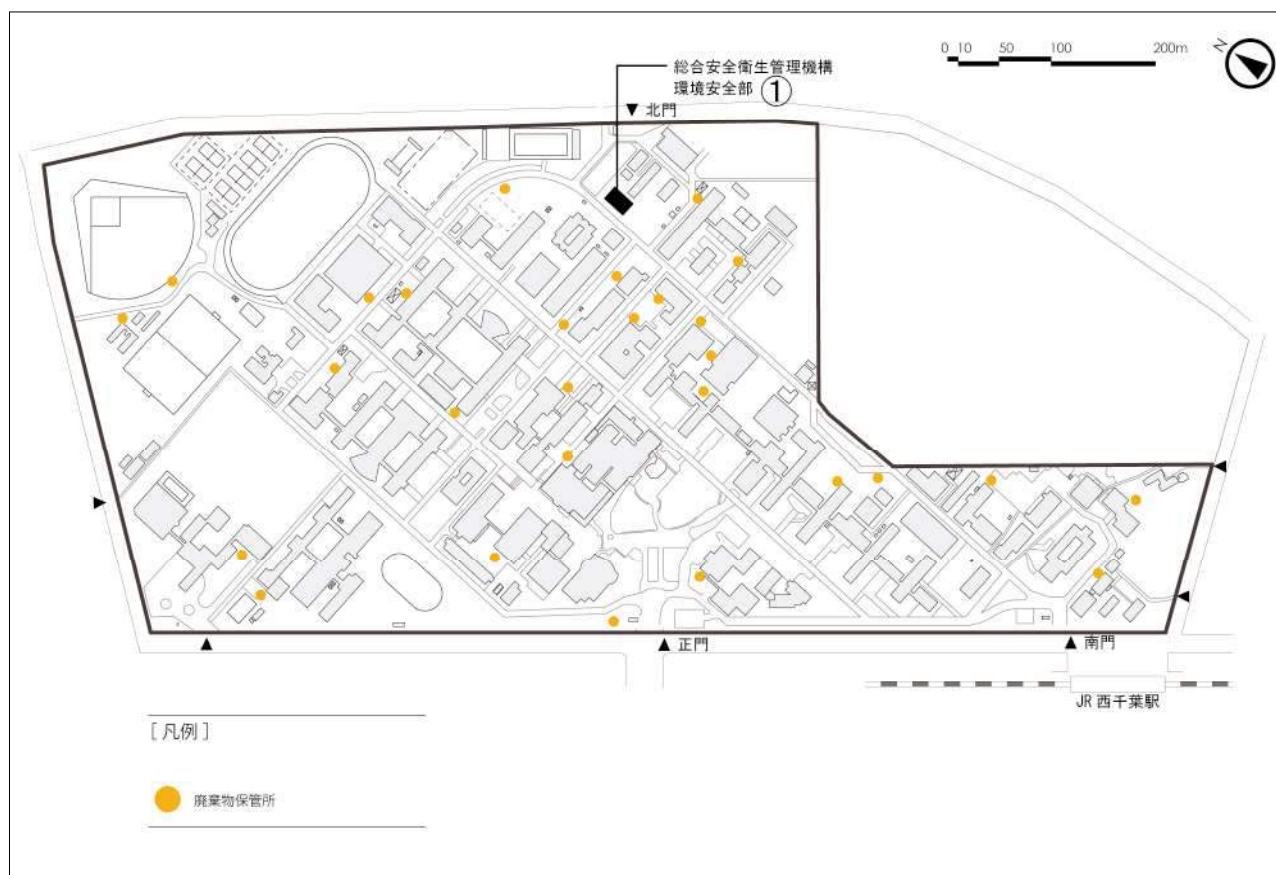 0 10 50 100 200m
N
総合安全衛生管理機構
環境安全部 ①
▼ 北門
▲ 正門
▲ 南門
JR 西千葉駅
[ 凡例 ]
廃棄物保管所